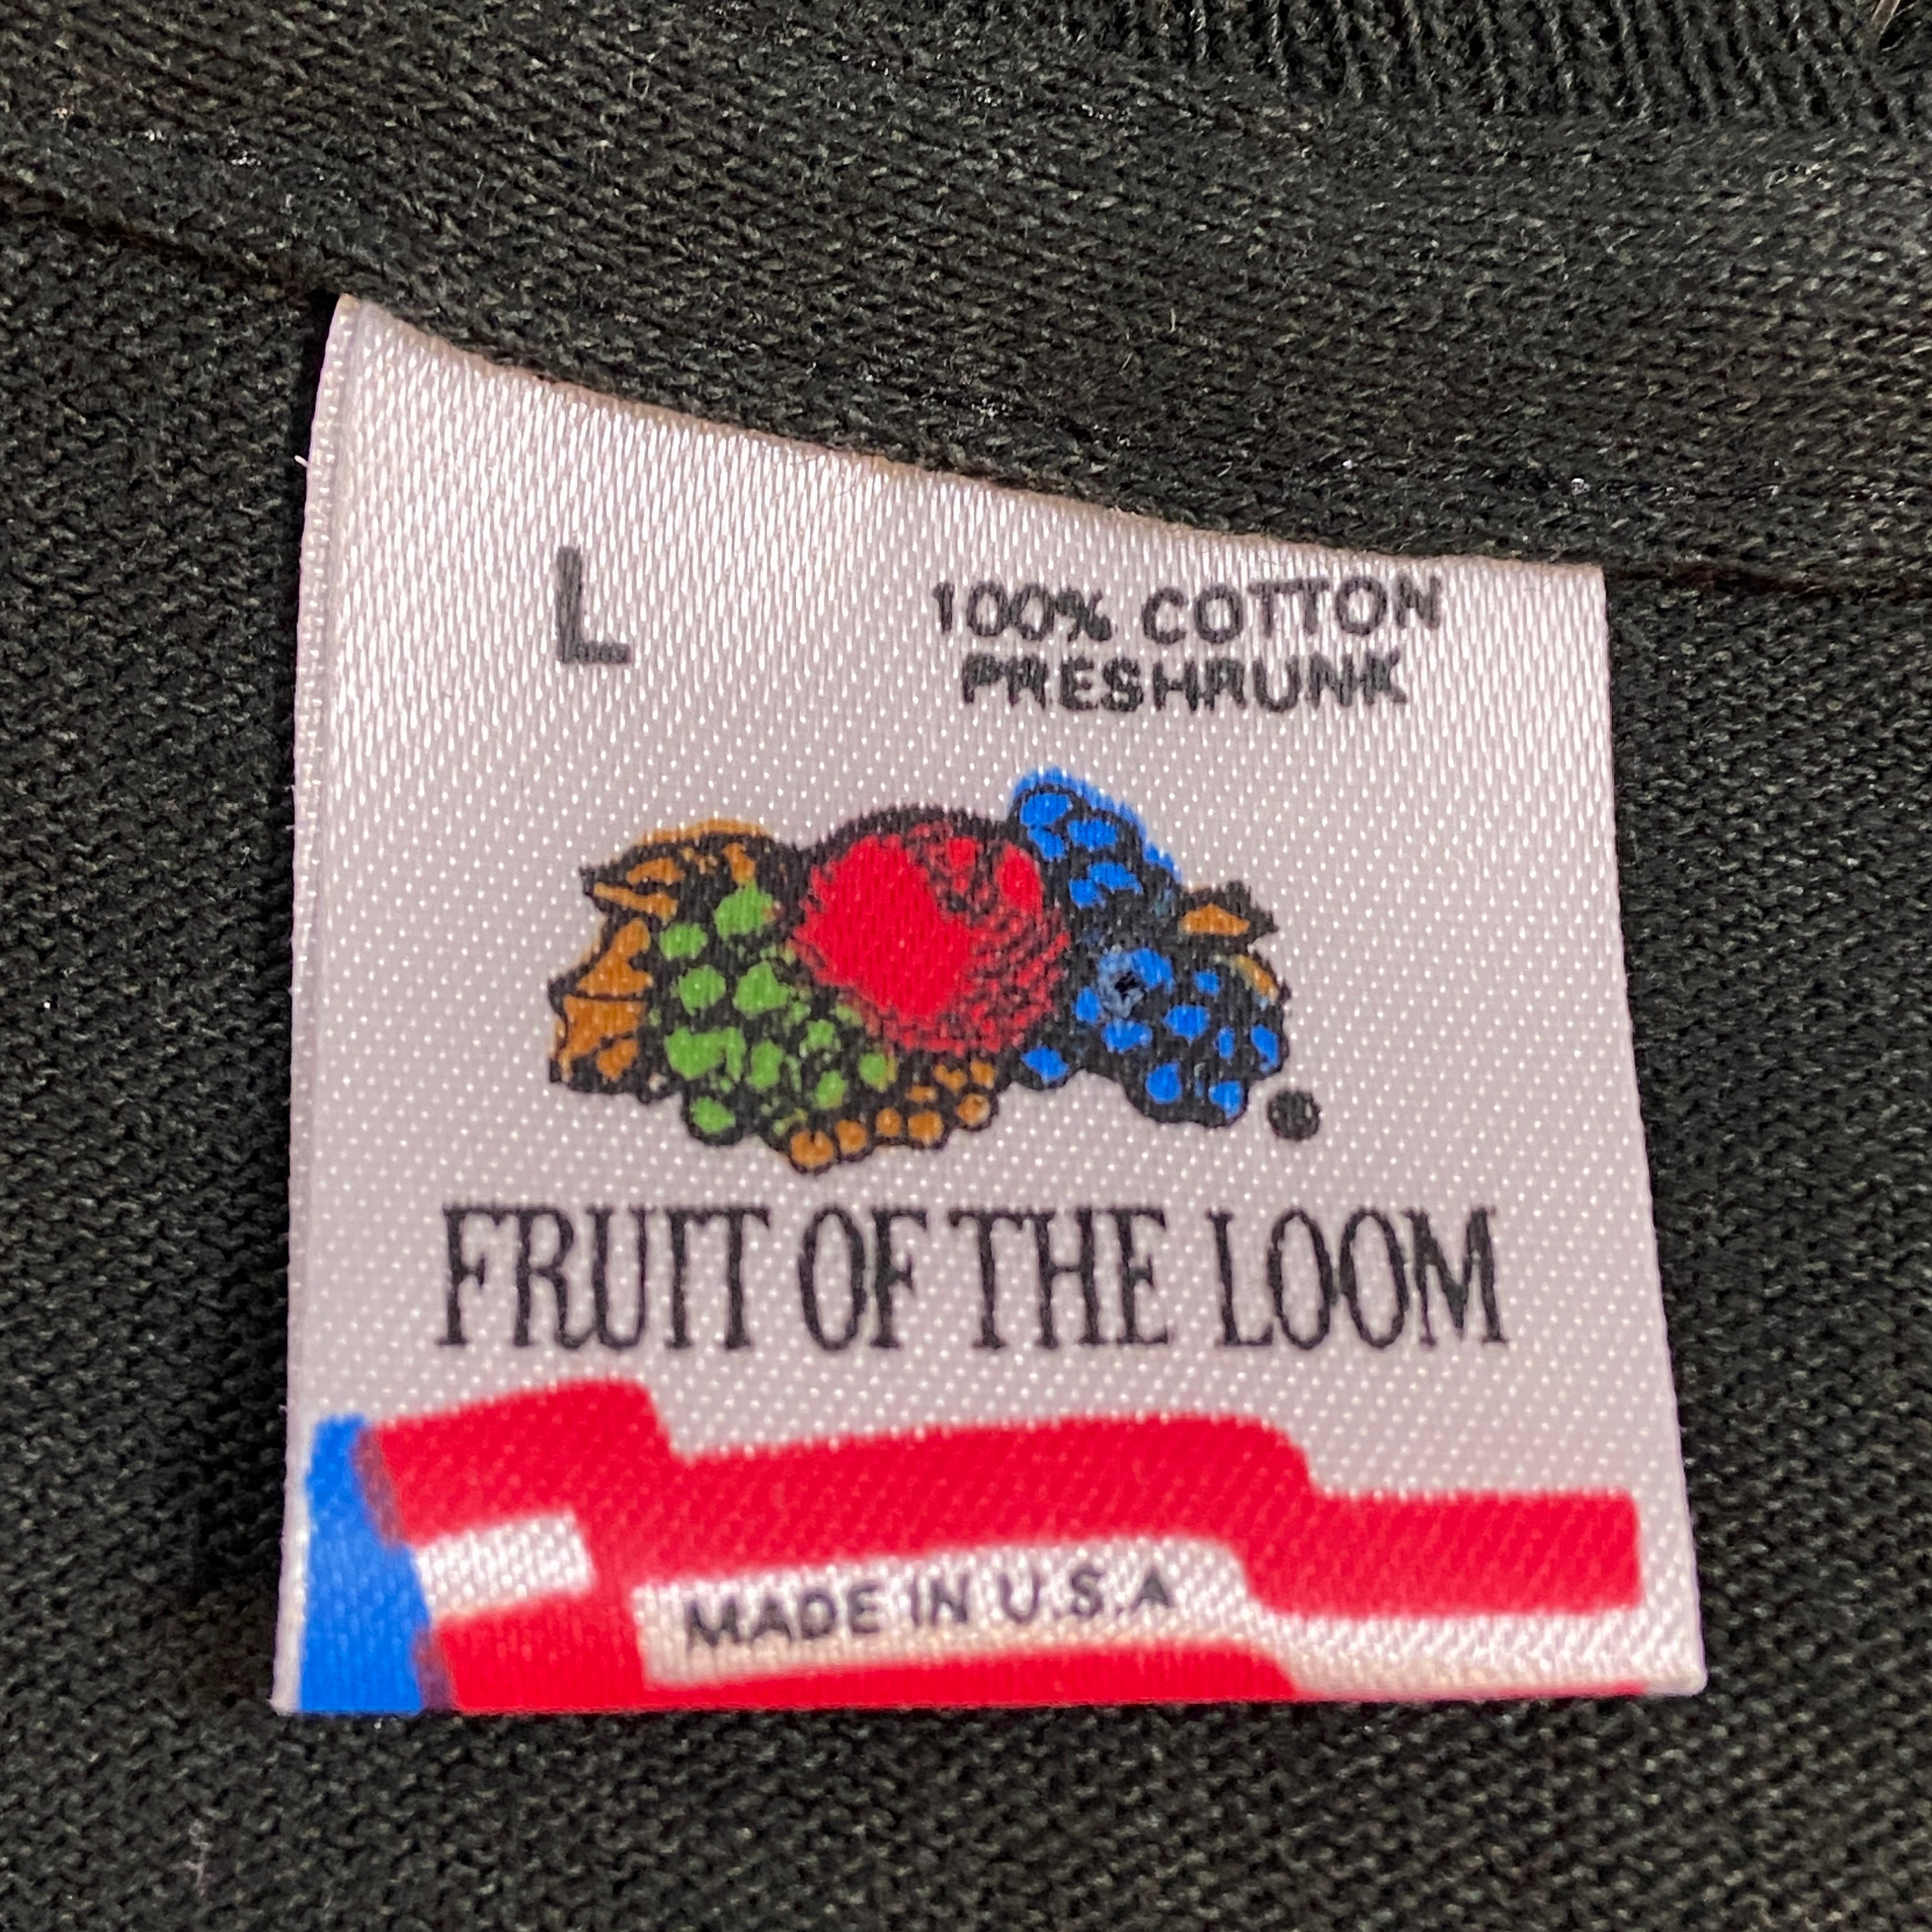 L
100% COTTON
PRESHRUNK
FRUIT OF THE LOOM
MADE IN U.S.A